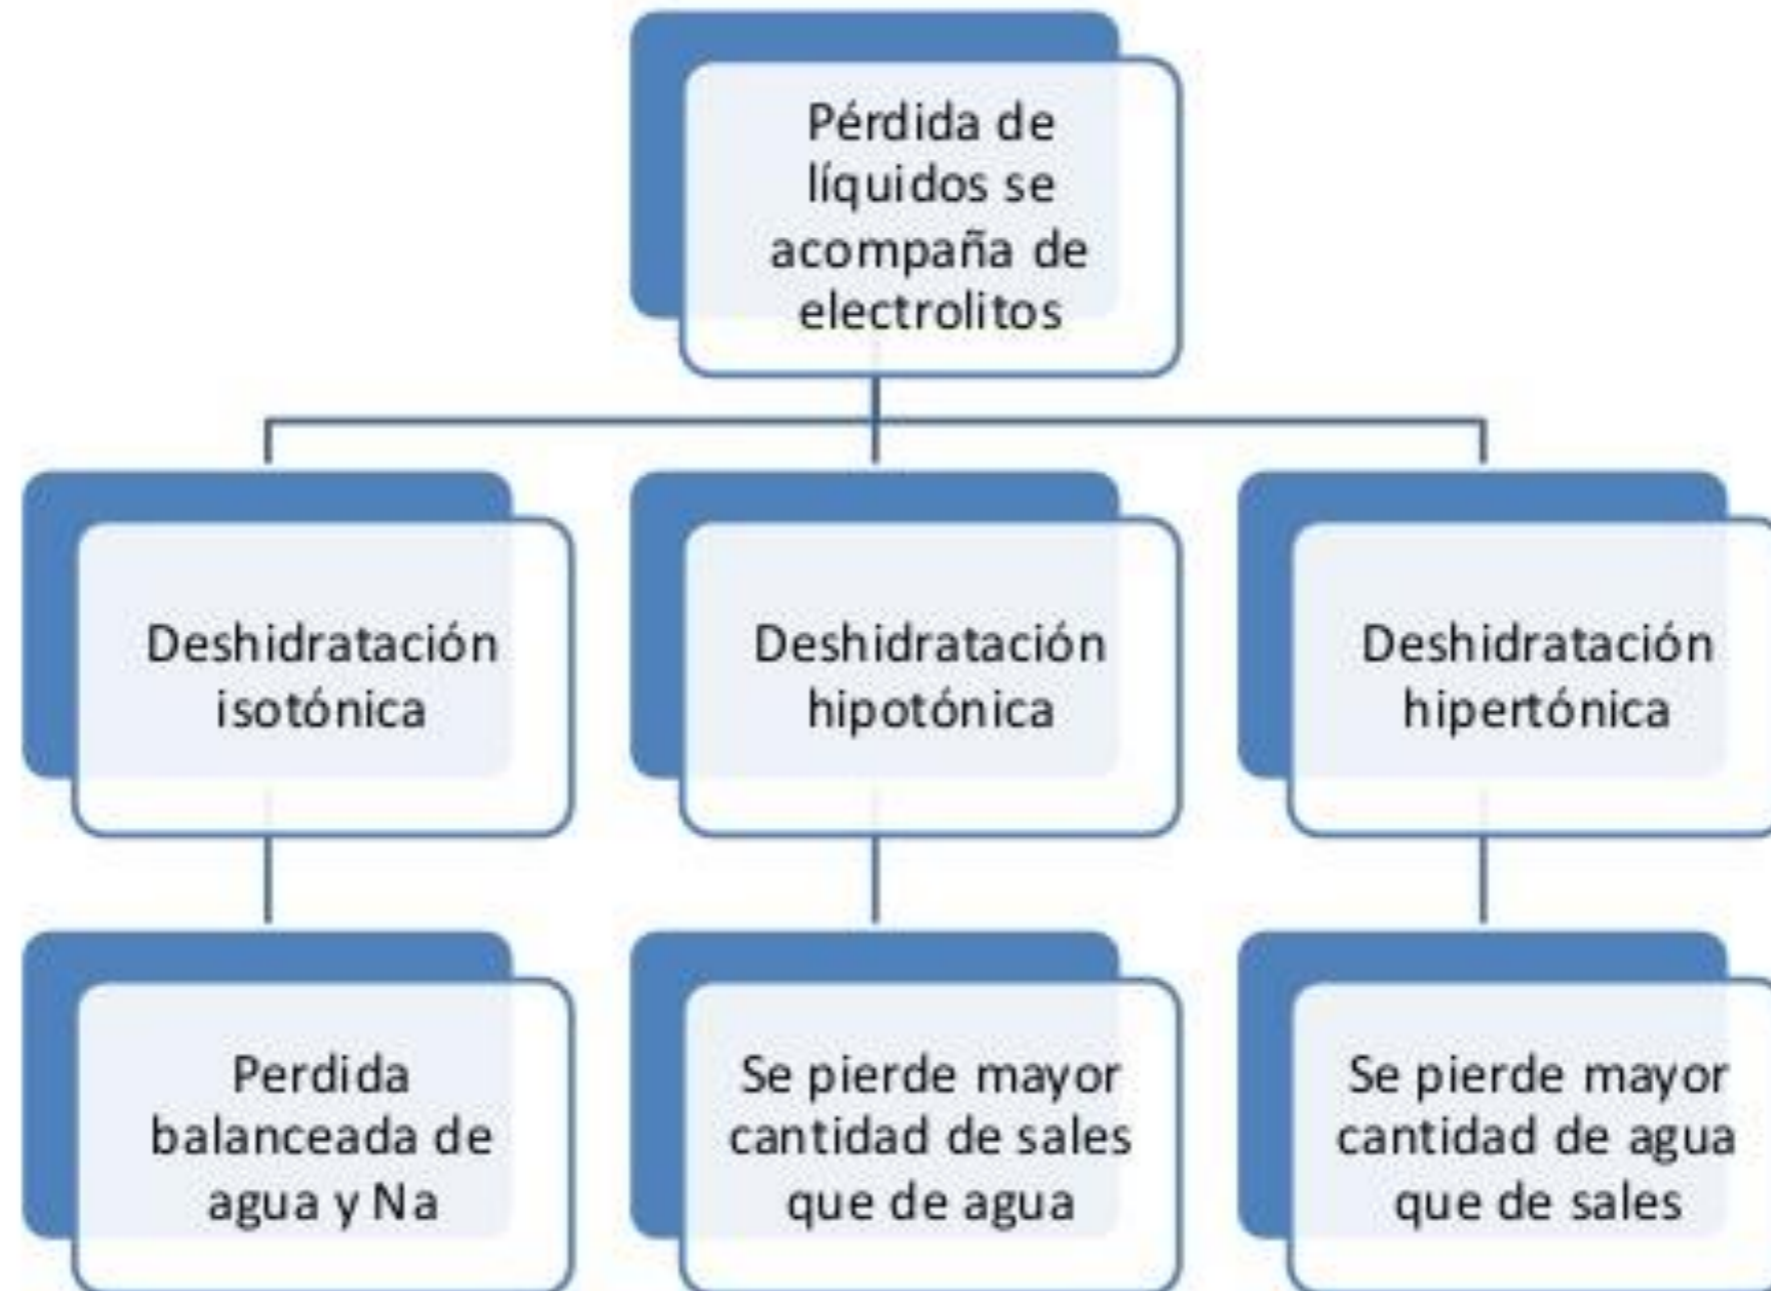 Pérdida de
líquidos se
acompaña de
electrolitos
Deshidratación
isotónica
Deshidratación
hipotónica
Deshidratación
hipertónica
Perdida
balanceada de
agua y Na
Se pierde mayor
cantidad de sales
que de agua
Se pierde mayor
cantidad de agua
que de sales